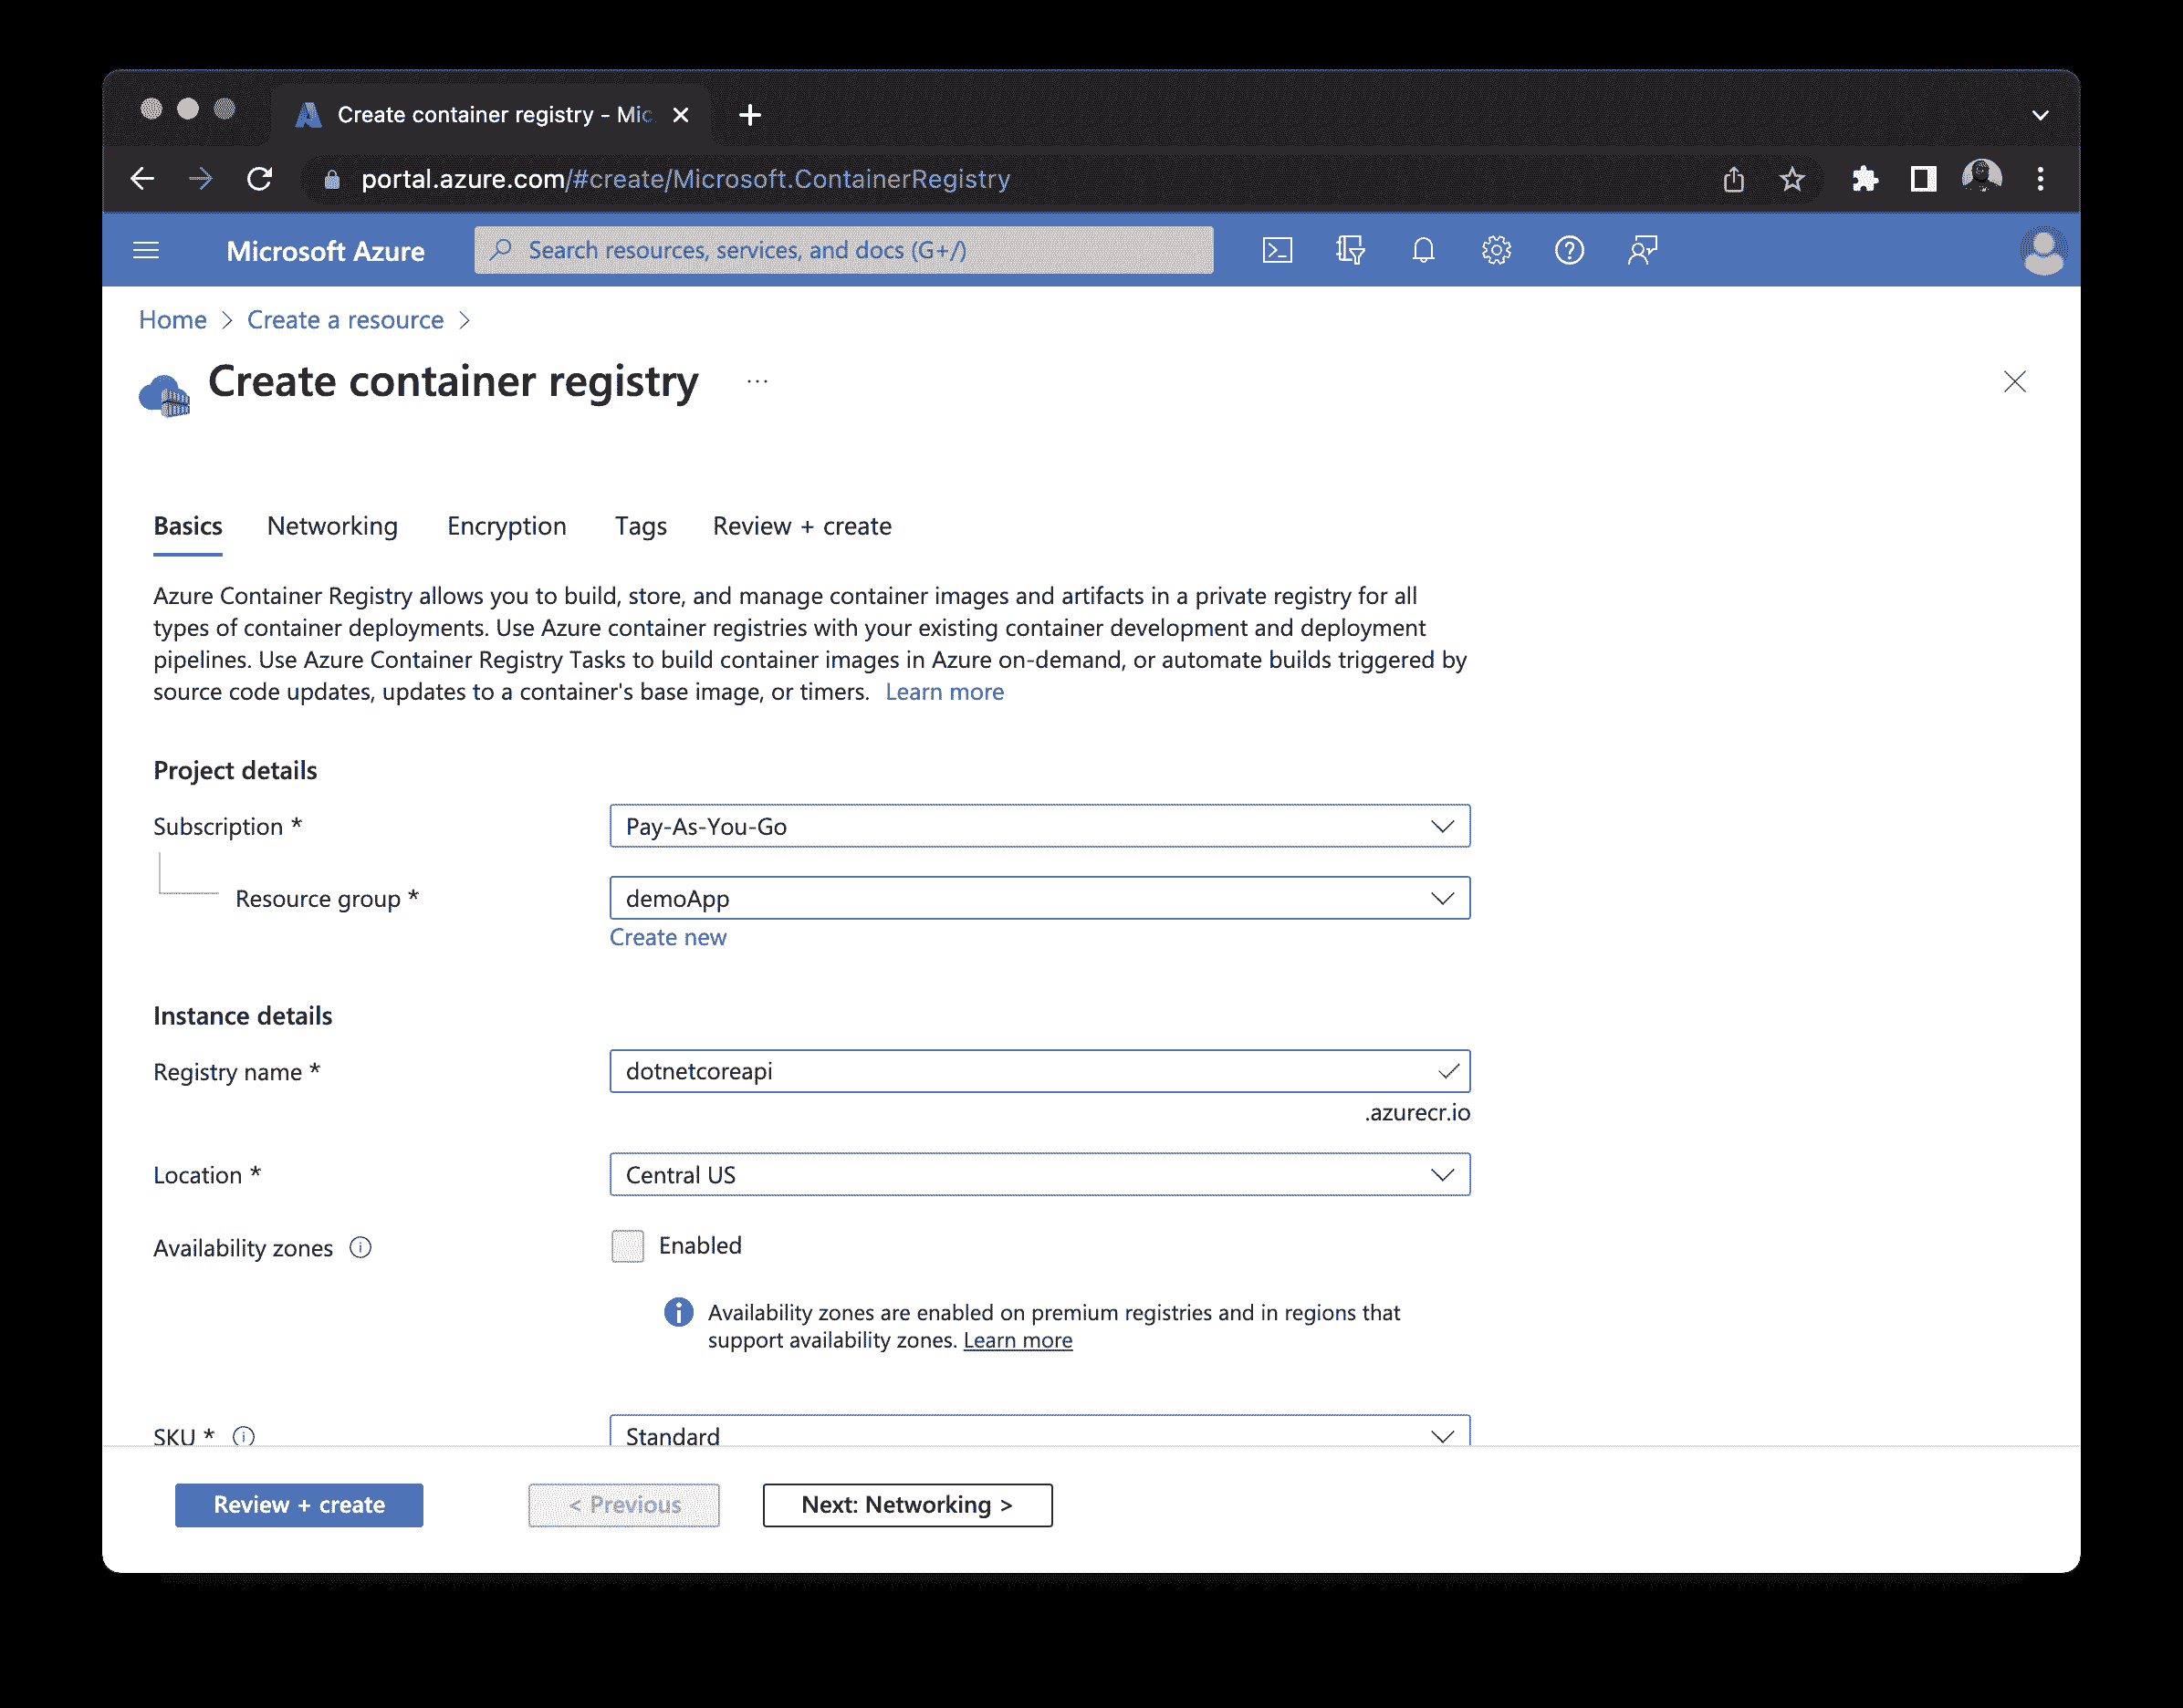 Create container registry - Mic
portal.azure.com/#create/Microsoft.ContainerRegistry
Microsoft Azure
Search resources, services, and docs (G+/)
Home > Create a resource >
Create container registry ...
Basics Networking Encryption Tags Review + create
Azure Container Registry allows you to build, store, and manage container images and artifacts in a private registry for all
types of container deployments. Use Azure container registries with your existing container development and deployment
pipelines. Use Azure Container Registry Tasks to build container images in Azure on-demand, or automate builds triggered by
source code updates, updates to a container's base image, or timers. Learn more
Project details
Subscription * Pay-As-You-Go
Resource group * demoApp
Create new
Instance details
Registry name * dotnetcoreapi
.azurecr.io
Location * Central US
Availability zones Enabled
Availability zones are enabled on premium registries and in regions that
support availability zones. Learn more
SKU * Standard
Review + create < Previous Next: Networking >